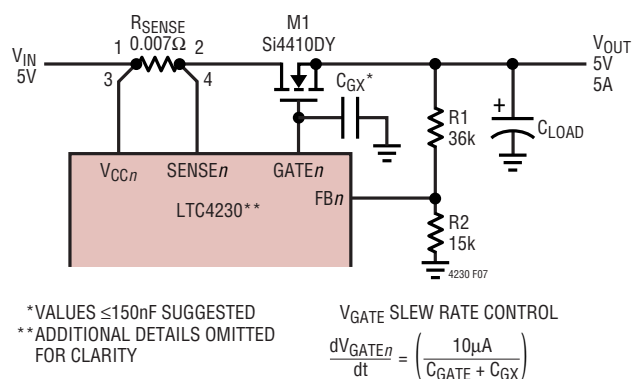 RSENSE
0.007Ω
M1
Si4410DY
VIN
5V
1
2
3
4
CGX*
VOUT
5V
5A
R1
36k
+
CLOAD
VCCn
SENSEn
GATEn
FBn
LTC4230**
R2
15k
4230 F07
*VALUES ≤150nF SUGGESTED
**ADDITIONAL DETAILS OMITTED
FOR CLARITY
VGATE SLEW RATE CONTROL
dVGATEn/dt = (10µA/(CGATE + CGX))